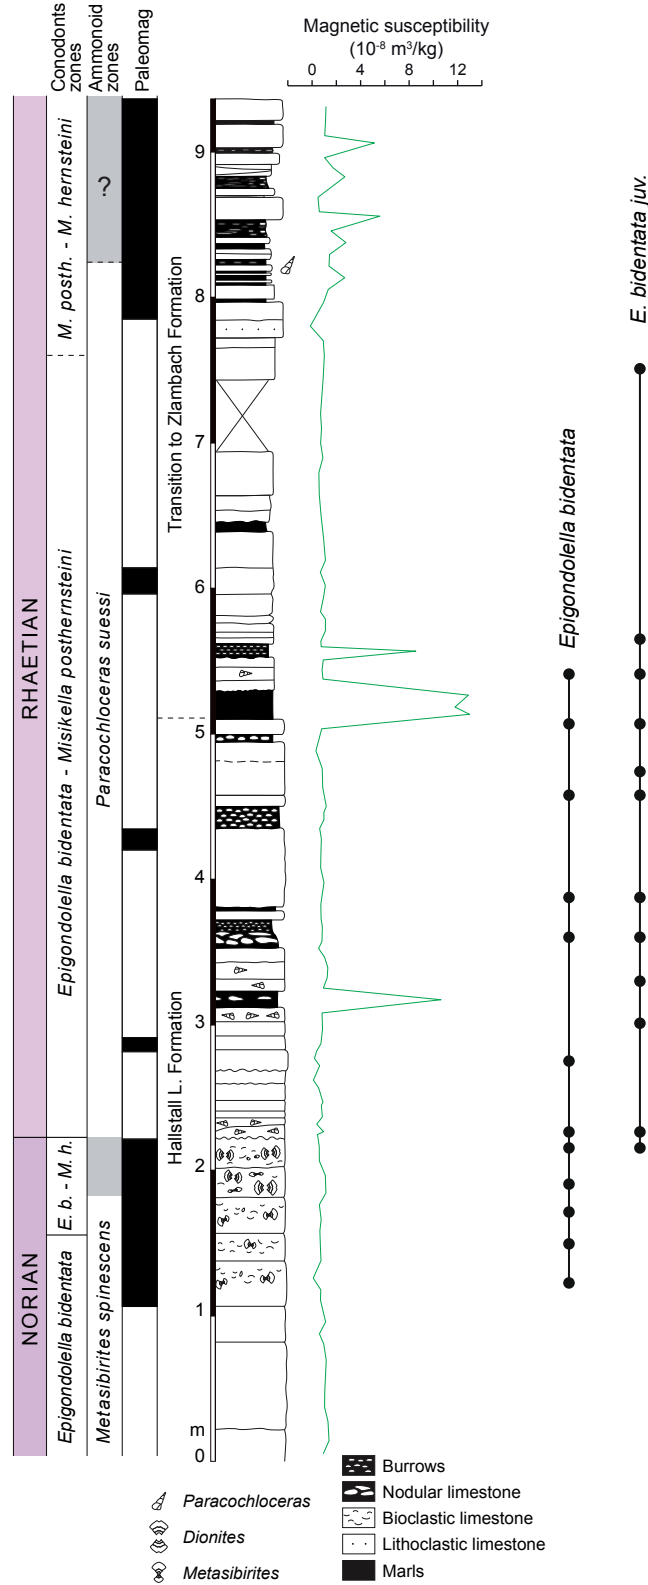 Conodonts
zones
Ammonoid
zones
Paleomag
Magnetic susceptibility
(10⁻⁸ m³/kg)
0 4 8 12
RHAETIAN
NORIAN
M. posth. - M. hernsteini
Epigondolella bidentata - Misikella posthernsteini
E. b. - M. h.
Epigondolella bidentata
?
Paracochloceras suessi
Metasibirites spinescens
Transition to Zlambach Formation
Hallstall L. Formation
9
8
7
6
5
4
3
2
1
m
0
Epigondolella bidentata
E. bidentata juv.
Paracochloceras
Dionites
Metasibirites
Burrows
Nodular limestone
Bioclastic limestone
Lithoclastic limestone
Marls